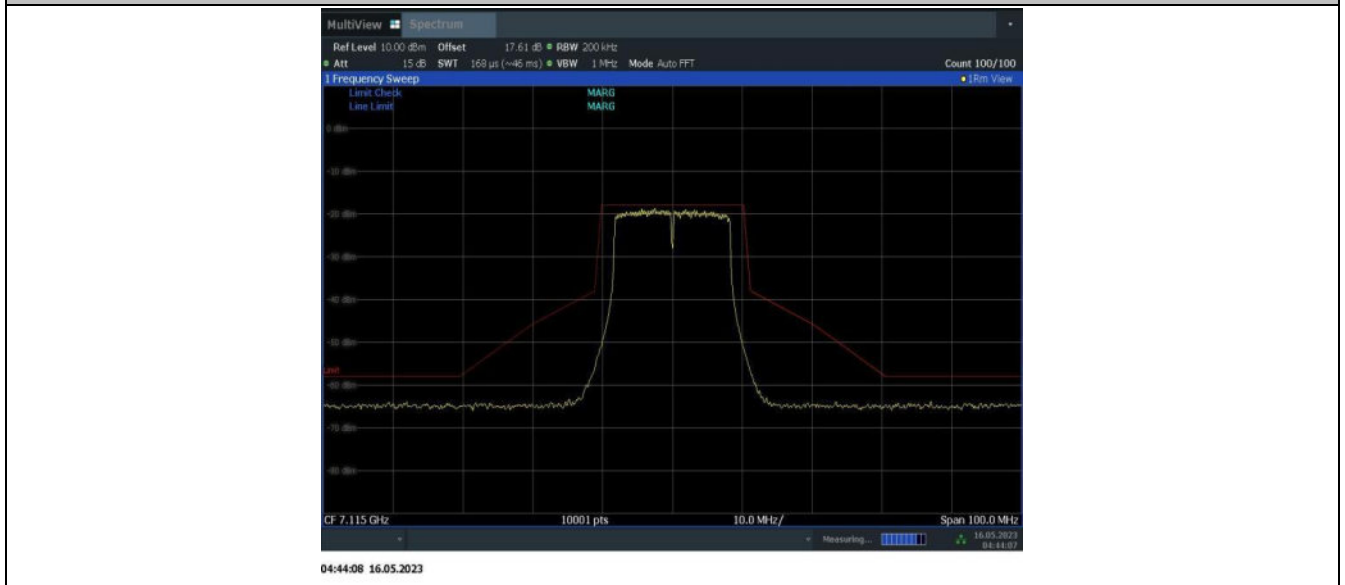 MultiView Spectrum
Ref Level 10.00 dBm Offset 17.61 dB RBW 200 kHz
Att 15 dB SWT 168 µs (~46 ms) VBW 1 MHz Mode Auto FFT Count 100/100
1 Frequency Sweep 1Rm View
Limit Check MARG
Line Limit MARG
0 dBm
-10 dBm
-20 dBm
-30 dBm
-40 dBm
-50 dBm
-60 dBm
-70 dBm
-80 dBm
CF 7.115 GHz 10001 pts 10.0 MHz/ Span 100.0 MHz
Measuring... 16.05.2023
04:44:07
04:44:08 16.05.2023